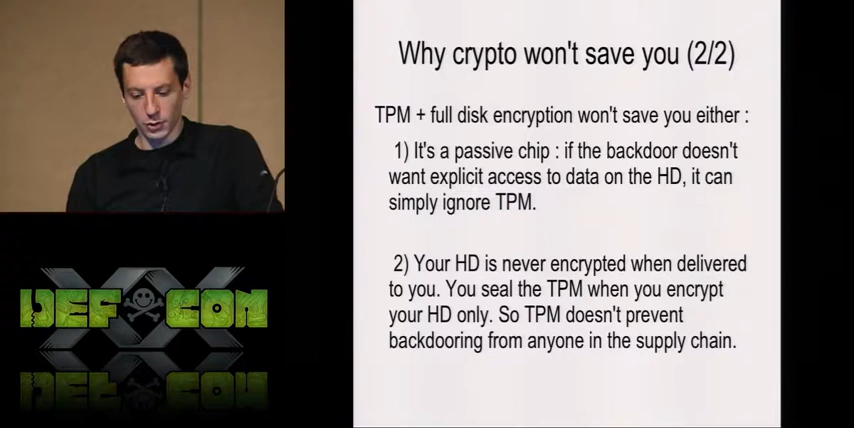 Why crypto won't save you (2/2)
TPM + full disk encryption won't save you either :
1) It's a passive chip : if the backdoor doesn't
want explicit access to data on the HD, it can
simply ignore TPM.
2) Your HD is never encrypted when delivered
to you. You seal the TPM when you encrypt
your HD only. So TPM doesn't prevent
backdooring from anyone in the supply chain.
DEF CON
XX